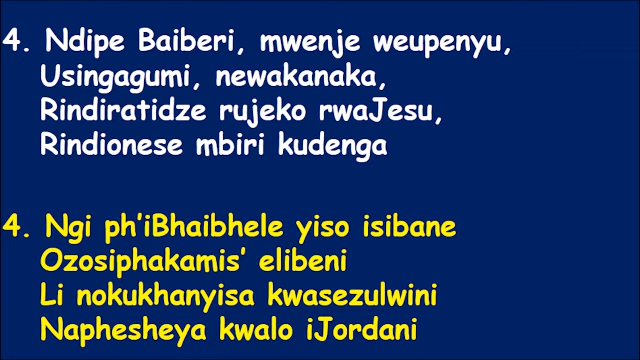 4. Ndipe Baiberi, mwenje weupenyu,
Usingagumi, newakanaka,
Rindiratidze rujeko rwaJesu,
Rindionese mbiri kudenga
4. Ngi ph'iBhaibhele yiso isibane
Ozosiphakamis' elibeni
Li nokukhanyisa kwasezulwini
Naphesheya kwalo iJordani